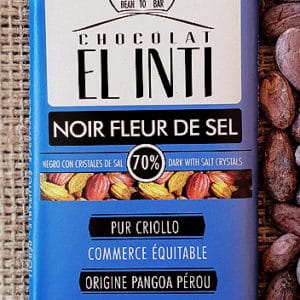 BEAN TO BAR
CHOCOLAT
EL INTI
NOIR FLEUR DE SEL
NEGRO CON CRISTALES DE SAL 70% DARK WITH SALT CRYSTALS
PUR CRIOLLO
COMMERCE ÉQUITABLE
ORIGINE PANGOA PÉROU